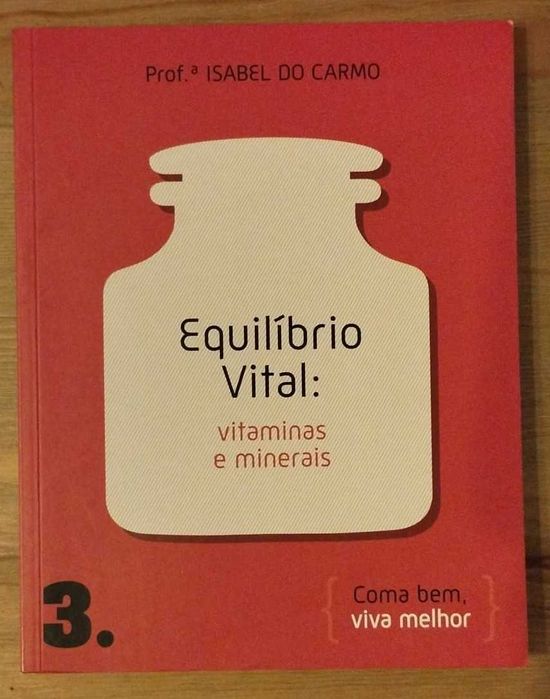 Prof.ª ISABEL DO CARMO
Equilíbrio
Vital:
vitaminas
e minerais
3.
{ Coma bem,
viva melhor }